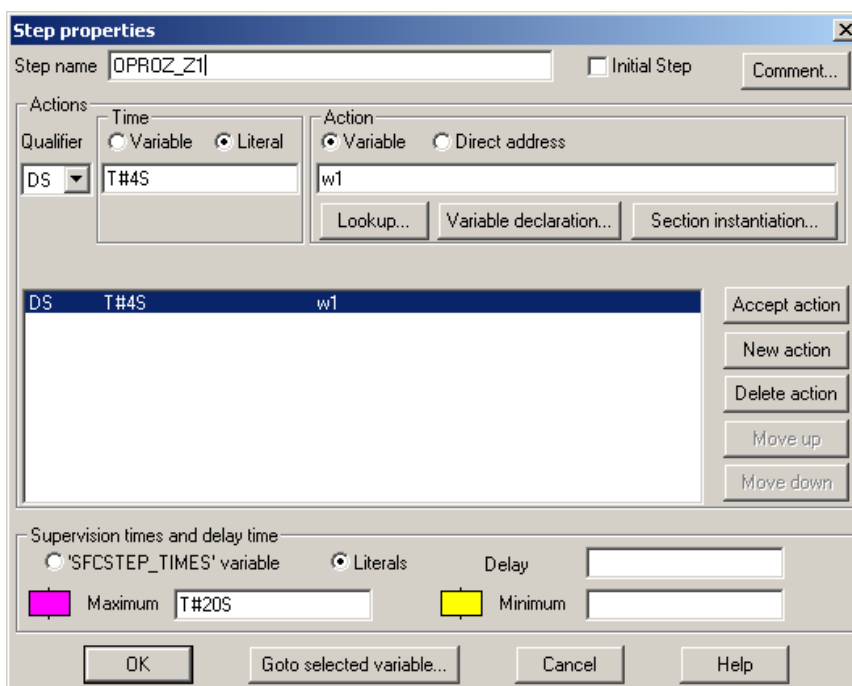 Step properties
Step name OPROZ_Z1 Initial Step Comment...
Actions
Time Action
Qualifier Variable Literal Variable Direct address
DS T#4S w1
Lookup... Variable declaration... Section instantiation...
DS T#4S w1
Accept action
New action
Delete action
Move up
Move down
Supervision times and delay time
'SFCSTEP_TIMES' variable Literals Delay
Maximum T#20S Minimum
OK Goto selected variable... Cancel Help